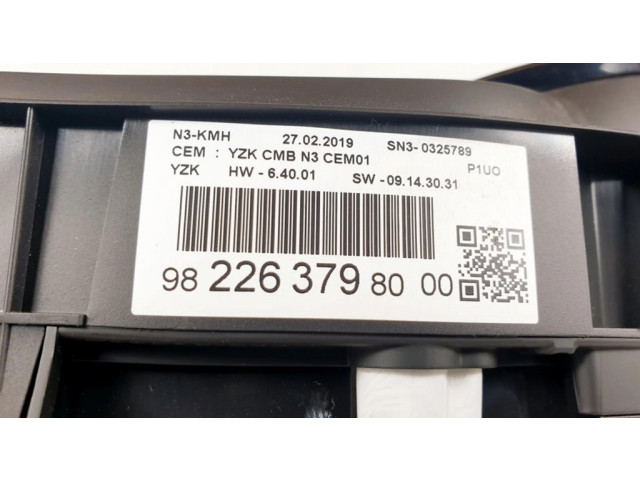 N3-KMH 27.02.2019 SN3- 0325789
CEM : YZK CMB N3 CEM01 P1UO
YZK HW - 6.40.01 SW - 09.14.30.31
98 226 379 80 00